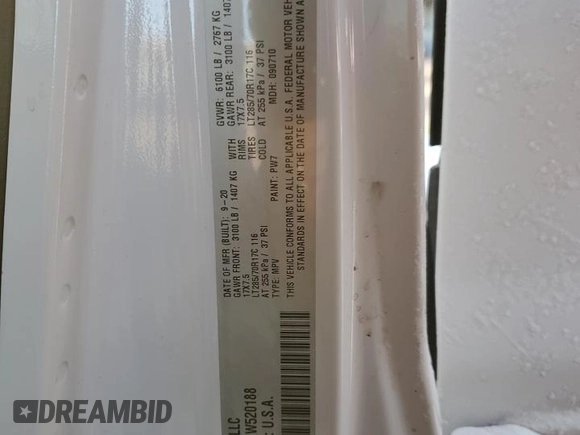 LLC
DATE OF MFR (BUILT): 9-20 GVWR: 6100 LB / 2767 KG
GAWR FRONT: 3100 LB / 1407 KG WITH GAWR REAR: 3100 LB / 1407
17X7.5 RIMS 17X7.5
LT285/70R17C 116 TIRES LT285/70R17C 116
AT 255 kPa / 37 PSI COLD AT 255 kPa / 37 PSI
TYPE MPV PAINT: PW7 MDH: 090710
THIS VEHICLE CONFORMS TO ALL APPLICABLE U.S.A. FEDERAL MOTOR VEH
STANDARDS IN EFFECT ON THE DATE OF MANUFACTURE SHOWN A
W520188
: U.S.A.
DREAMBID